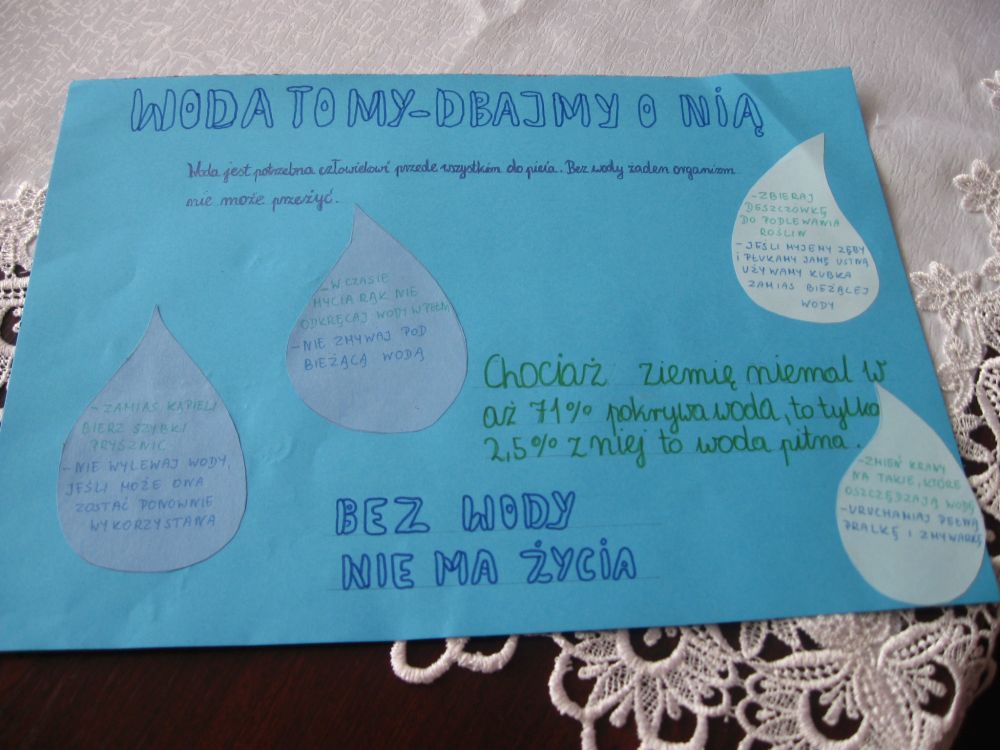 WODA TO MY-DBAJMY O NIĄ
Woda jest potrzebna człowiekowi przede wszystkim do picia. Bez wody żaden organizm
nie może przeżyć.
-ZBIERAJ
DESZCZÓWKĘ
DO PODLEWANIA
ROŚLIN
-JEŚLI MYJEMY ZĘBY
I PŁUKAMY JAMĘ USTNĄ
UŻYWAMY KUBKA
ZAMIAS BIEŻĄCEJ
WODY
-W CZASIE
MYCIA RĄK NIE
ODKRĘCAJ WODY W PEŁNI
-NIE ZMYWAJ POD
BIEŻĄCĄ WODĄ
-ZAMIAS KĄPIELI
BIERZ SZYBKI
PRYSZNIC
-NIE WYLEWAJ WODY,
JEŚLI MOŻE ONA
ZOSTAĆ PONOWNIE
WYKORZYSTANA
Chociaż ziemię niemal w
aż 71% pokrywa woda, to tylko
2,5% z niej to woda pitna.
-ZMIEŃ KRANY
NA TAKIE, KTÓRE
OSZCZĘDZAJĄ WODĘ
-URUCHAMIAJ PEŁNĄ
PRALKĘ I ZMYWARKĘ
BEZ WODY
NIE MA ŻYCIA